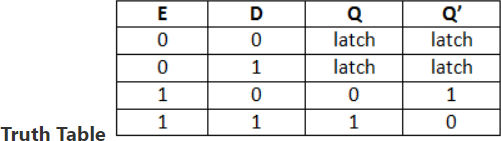 E D Q Q’
0 0 latch latch
0 1 latch latch
1 0 0 1
1 1 1 0
Truth Table